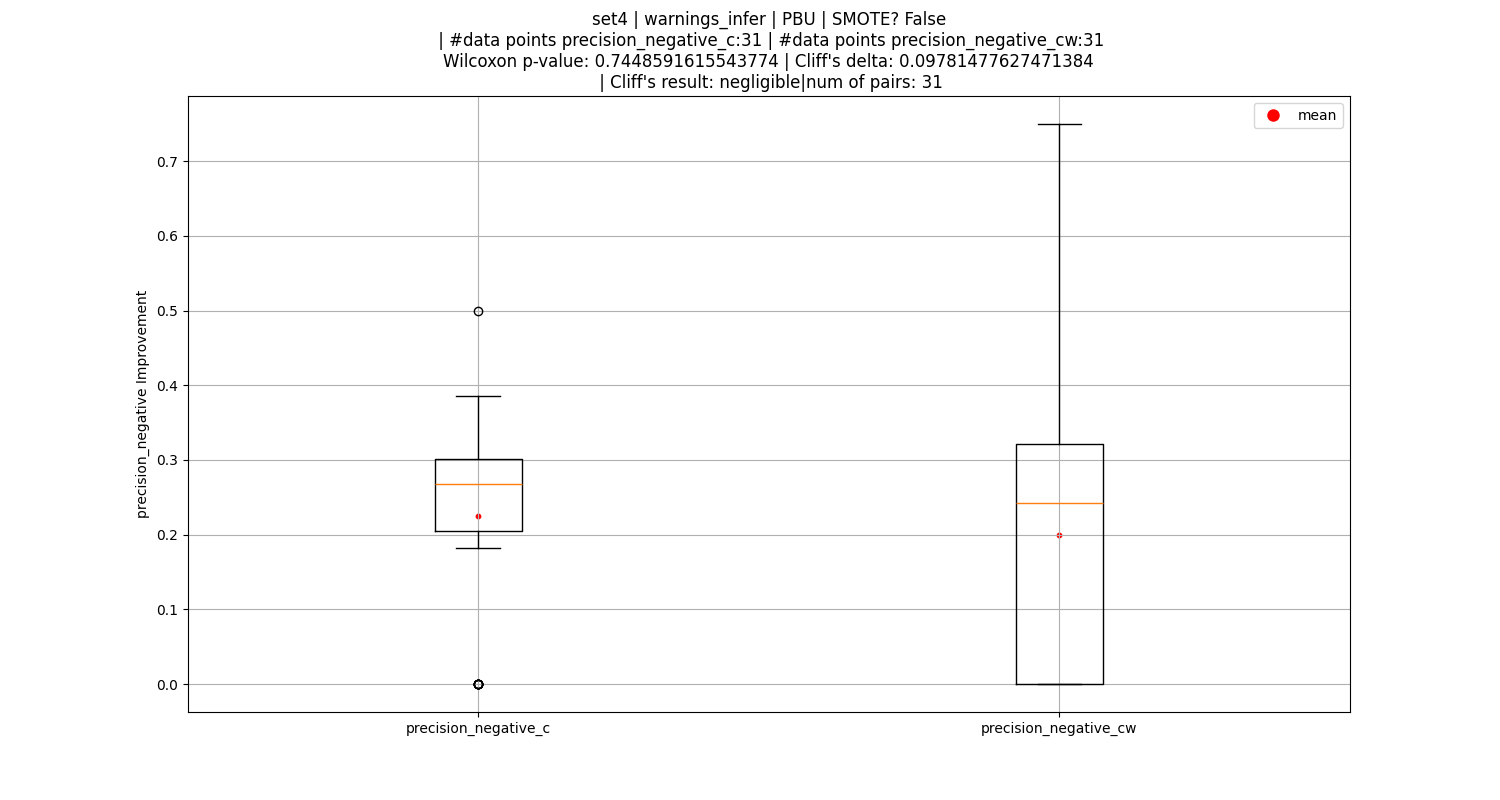 set4 | warnings_infer | PBU | SMOTE? False
| #data points precision_negative_c:31 | #data points precision_negative_cw:31
Wilcoxon p-value: 0.7448591615543774 | Cliff's delta: 0.09781477627471384
| Cliff's result: negligible|num of pairs: 31
mean
0.7
0.6
0.5
0.4
0.3
0.2
0.1
0.0
precision_negative Improvement
precision_negative_c
precision_negative_cw